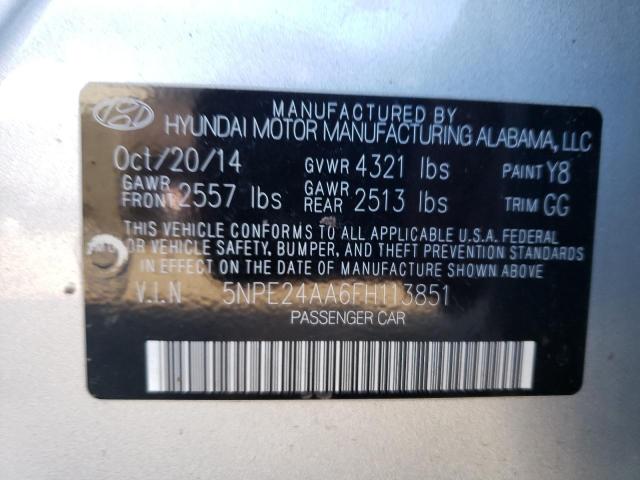 MANUFACTURED BY
HYUNDAI MOTOR MANUFACTURING ALABAMA, LLC
Oct/20/14 GVWR 4321 lbs PAINT Y8
GAWR FRONT 2557 lbs GAWR REAR 2513 lbs TRIM GG
THIS VEHICLE CONFORMS TO ALL APPLICABLE U.S.A. FEDERAL
MOTOR VEHICLE SAFETY, BUMPER, AND THEFT PREVENTION STANDARDS
IN EFFECT ON THE DATE OF MANUFACTURE SHOWN ABOVE.
V.I.N 5NPE24AA6FH113851
PASSENGER CAR